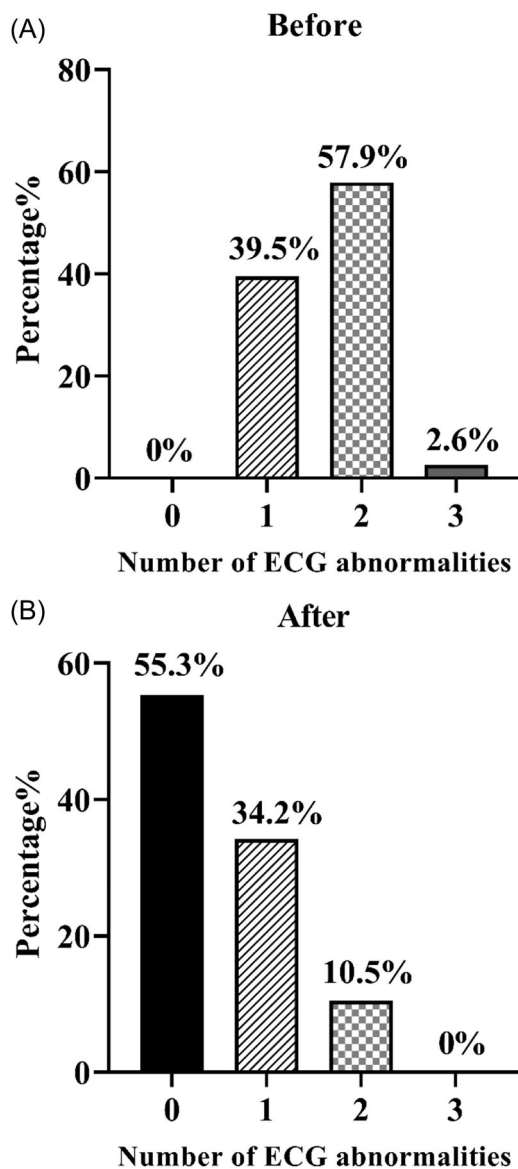 (A)
Before
80
60
40
20
0
Percentage%
0%
39.5%
57.9%
2.6%
0 1 2 3
Number of ECG abnormalities
(B)
After
60
40
20
0
Percentage%
55.3%
34.2%
10.5%
0%
0 1 2 3
Number of ECG abnormalities